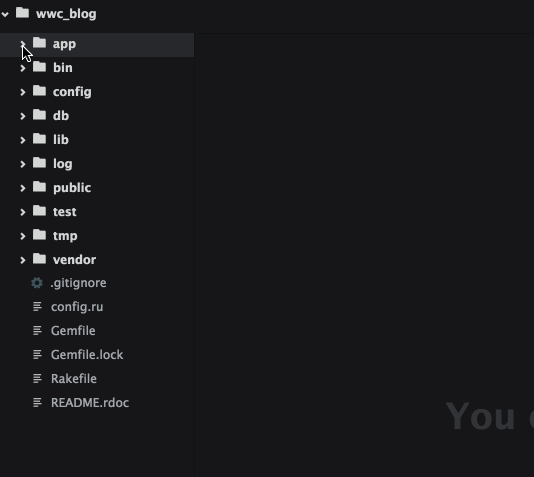 wwc_blog
app
bin
config
db
lib
log
public
test
tmp
vendor
.gitignore
config.ru
Gemfile
Gemfile.lock
Rakefile
README.rdoc
You